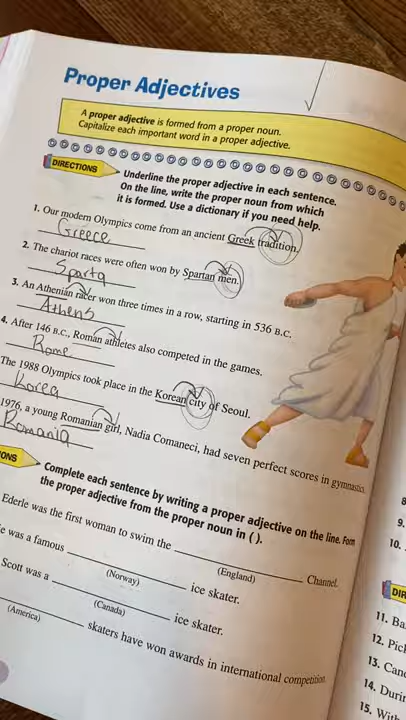 Proper Adjectives
A proper adjective is formed from a proper noun.
Capitalize each important word in a proper adjective.
DIRECTIONS
Underline the proper adjective in each sentence.
On the line, write the proper noun from which
it is formed. Use a dictionary if you need help.
1. Our modern Olympics come from an ancient Greek tradition.
Greece
2. The chariot races were often won by Spartan men.
Sparta
3. An Athenian racer won three times in a row, starting in 536 B.C.
Athens
4. After 146 B.C., Roman athletes also competed in the games.
Rome
The 1988 Olympics took place in the Korean city of Seoul.
Korea
1976, a young Romanian girl, Nadia Comaneci, had seven perfect scores in gymnastics.
Romania
ONS
Complete each sentence by writing a proper adjective on the line. Form
the proper adjective from the proper noun in ( ).
Ederle was the first woman to swim the Channel.
(England)
e was a famous ice skater.
(Norway)
Scott was a ice skater.
(Canada)
skaters have won awards in international competition.
(America)
8
9.
10.
DIR
11. Ba
12. Pic
13. Can
14. Durin
15. With